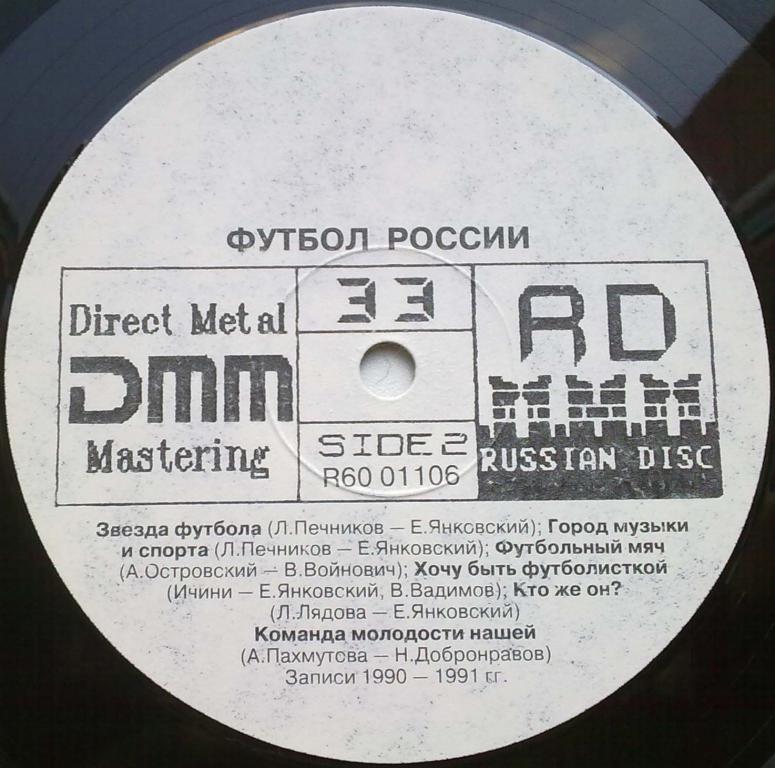 ФУТБОЛ РОССИИ
Direct Metal
DMM
Mastering
33
SIDE 2
R60 01106
RD
RUSSIAN DISC
Звезда футбола (Л.Печников – Е.Янковский); Город музыки
и спорта (Л.Печников – Е.Янковский); Футбольный мяч
(А.Островский – В.Войнович); Хочу быть футболисткой
(Ичини – Е.Янковский, В.Вадимов); Кто же он?
(Л.Лядова – Е.Янковский)
Команда молодости нашей
(А.Пахмутова – Н.Добронравов)
Записи 1990 – 1991 гг.